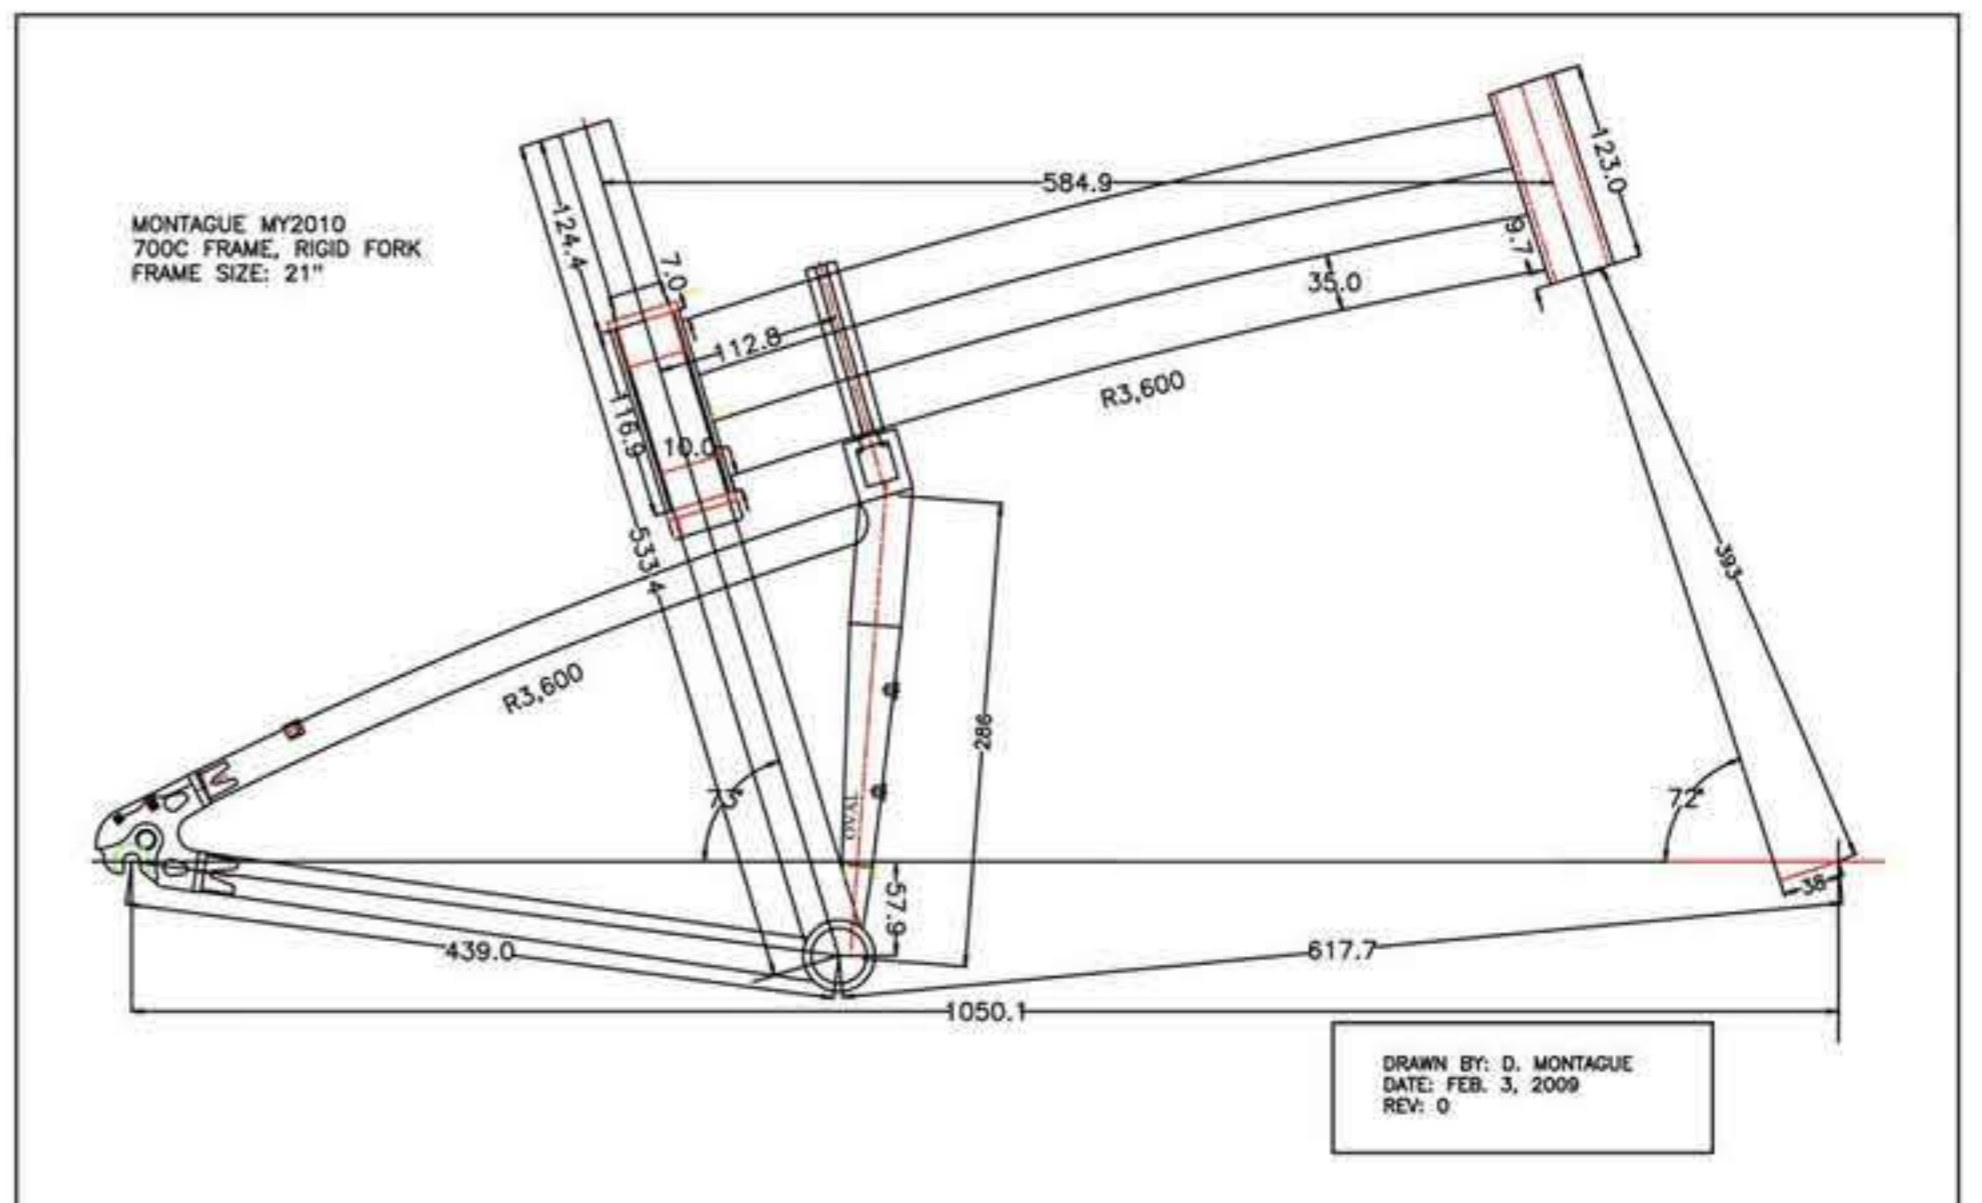 MONTAGUE MY2010
700C FRAME, RIGID FORK
FRAME SIZE: 21"
584.9
123.0
124.4
7.0
9.7
35.0
112.8
R3,600
116.9
10.0
533.4
393
R3,600
286
73°
72°
OVAL
57.9
38
439.0
617.7
1050.1
DRAWN BY: D. MONTAGUE
DATE: FEB. 3, 2009
REV: 0